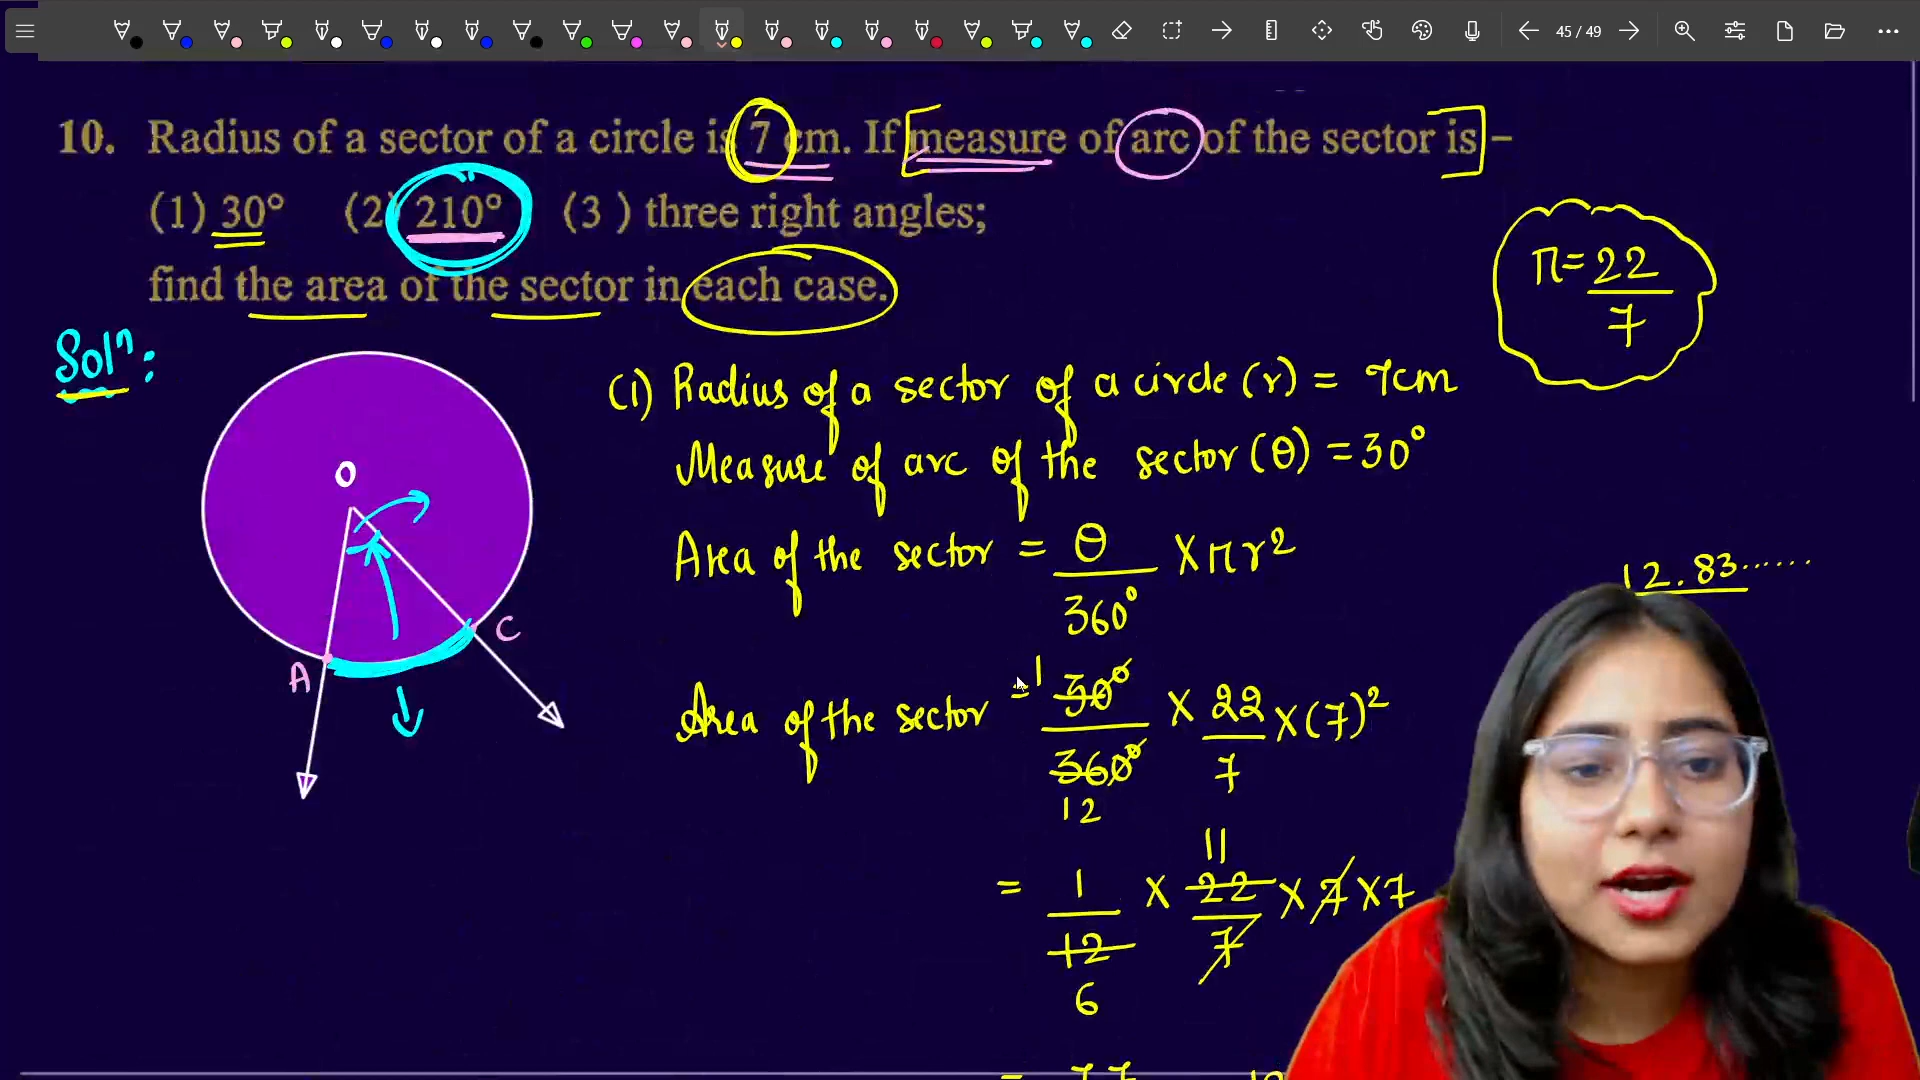 45 / 49
10. Radius of a sector of a circle is 7 cm. If measure of arc of the sector is –
(1) 30° (2) 210° (3 ) three right angles;
find the area of the sector in each case.
π = 22/7
Solⁿ:
O
A
C
(1) Radius of a sector of a circle (r) = 7cm
Measure of arc of the sector (θ) = 30°
Area of the sector = θ/360° × πr²
12.83......
Area of the sector = 1 30°/360° 12 × 22/7 × (7)²
11
= 1/12 × 22/7 × 7 × 7
6
= 77